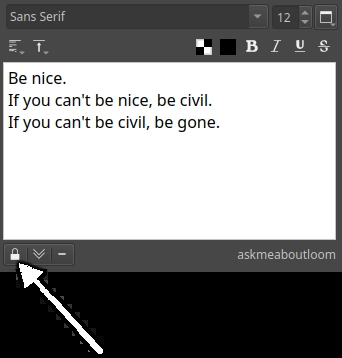 Sans Serif 12
B I U S
Be nice.
If you can't be nice, be civil.
If you can't be civil, be gone.
askmeaboutloom